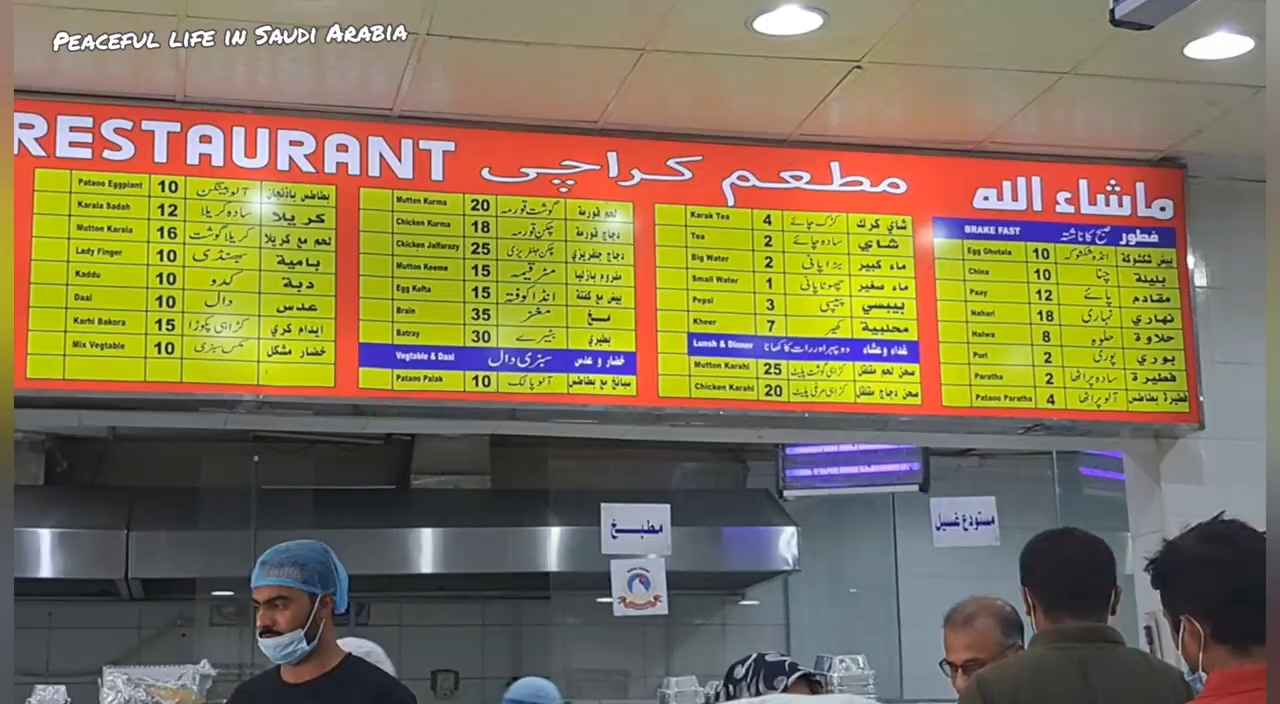 PEACEFUL LIFE IN SAUDI ARABIA
RESTAURANT مطعم كراچي ماشاء الله
Pataoo Eggplant 10 آلو بینگن بطاطس باذنجان
Karala Sadah 12 سادہ کریلا كريلا
Mutton Karala 16 کریلا گوشت لحم مع كريلا
Lady Finger 10 بھنڈی بامية
Kaddu 10 کدو دبة
Daal 10 دال عدس
Karhi Bakora 15 کڑاہی پکوڑا ايدام كري
Mix Vegtable 10 مکس سبزی خضار مشكل
Mutton Kurma 20 گوشت قورمہ لحم قورمة
Chicken Kurma 18 چکن قورمہ دجاج قورمة
Chicken Jalfarazy 25 چکن جلفریزی دجاج جلفريزي
Mutton Keeme 15 مٹر قیمہ مفروم بازليا
Egg Kofta 15 انڈا کوفتہ بيض مع كفتة
Brain 35 مغز مخ
Batray 30 بٹیرے بطيري
Vegtable & Daal سبزی دال خضار و عدس
Pataoo Palak 10 آلو پالک سبانخ مع بطاطس
Karak Tea 4 کڑک چائے شاي كرك
Tea 2 سادہ چائے شاي
Big Water 2 بڑا پانی ماء كبير
Small Water 1 چھوٹا پانی ماء صغير
Pepsi 3 پیپسی بيبسي
Kheer 7 کھیر محلبية
Lunsh & Dinner دوپہر اور رات کا کھانا غداء وعشاء
Mutton Karahi 25 کڑاہی گوشت پلیٹ صحن لحم مقلقل
Chicken Karahi 20 کڑاہی مرغی پلیٹ صحن دجاج مقلقل
BRAKE FAST صبح کا ناشتہ فطور
Egg Ghotala 10 انڈہ شکشوکہ بيض شكشوكة
China 10 چنا بليلة
Paay 12 پائے مقادم
Nahari 18 نہاری نهاري
Halwa 8 حلوہ حلاوة
Puri 2 پوری بوري
Paratha 2 سادہ پراٹھا فطيرة
Pataoo Paratha 4 آلو پراٹھا فطيرة بطاطس
مطبخ
مستودع غسيل